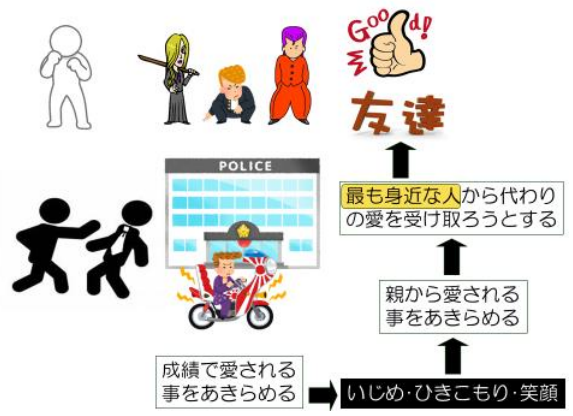 Good!
友達
POLICE
最も身近な人から代わり
の愛を受け取ろうとする
親から愛される
事をあきらめる
成績で愛される
事をあきらめる
いじめ・ひきこもり・笑顔